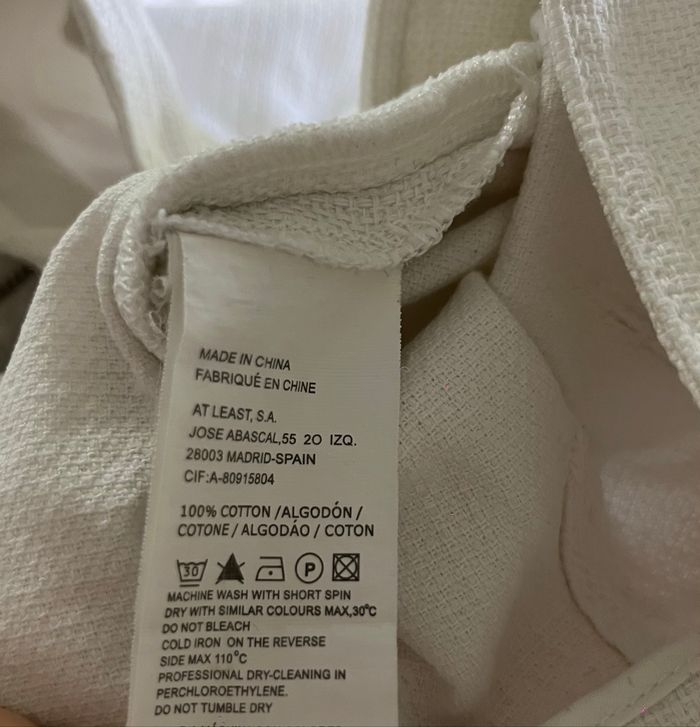 MADE IN CHINA
FABRIQUÉ EN CHINE
AT LEAST, S.A.
JOSE ABASCAL,55 2O IZQ.
28003 MADRID-SPAIN
CIF:A-80915804
100% COTTON /ALGODÓN /
COTONE / ALGODÁO / COTON
30 P
MACHINE WASH WITH SHORT SPIN
DRY WITH SIMILAR COLOURS MAX,30°C
DO NOT BLEACH
COLD IRON ON THE REVERSE
SIDE MAX 110°C
PROFESSIONAL DRY-CLEANING IN
PERCHLOROETHYLENE.
DO NOT TUMBLE DRY